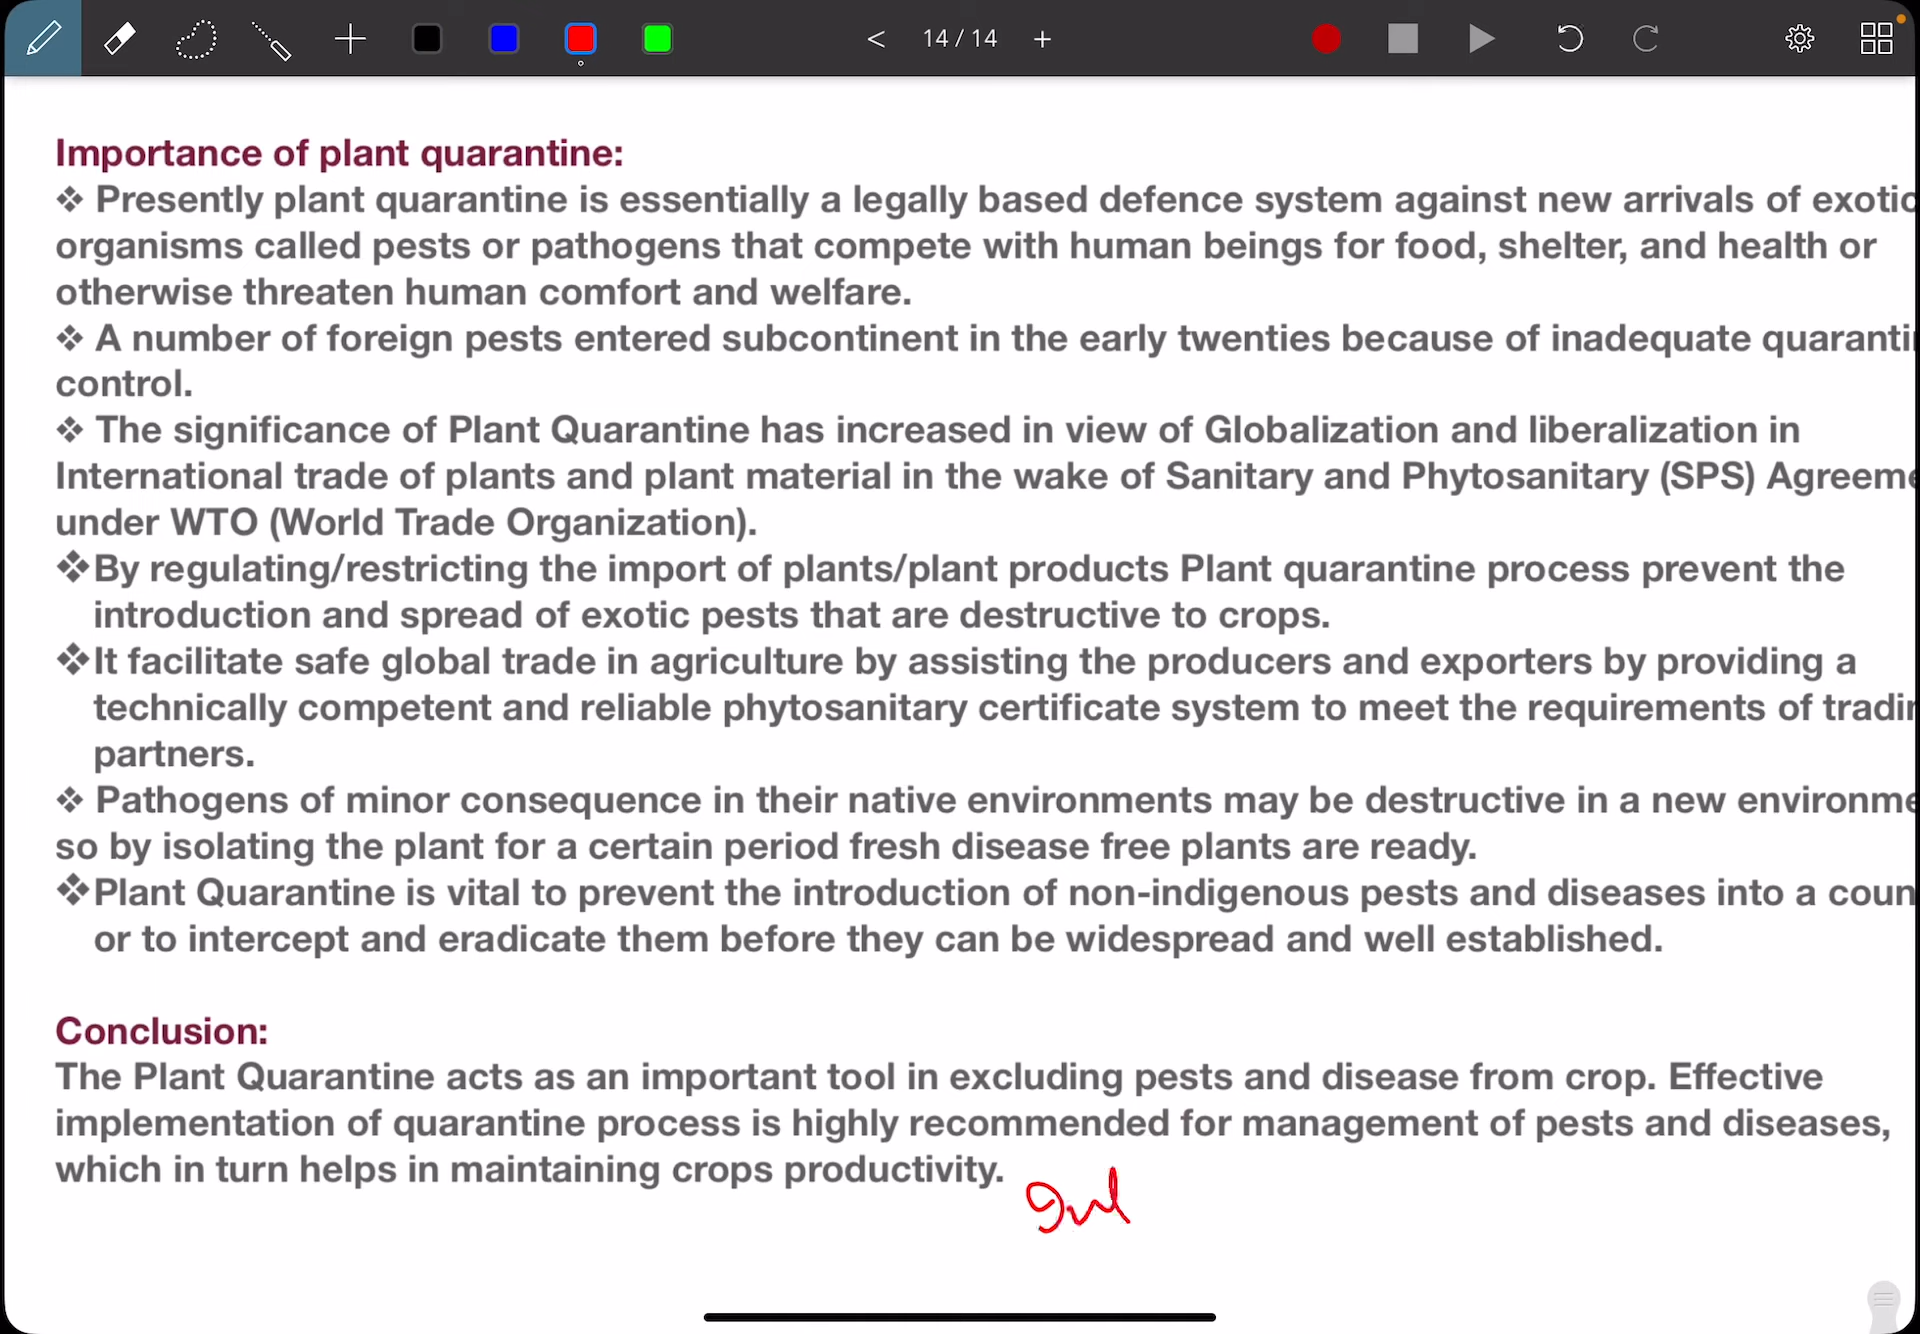 < 14 / 14 +
Importance of plant quarantine:
❖ Presently plant quarantine is essentially a legally based defence system against new arrivals of exotic
organisms called pests or pathogens that compete with human beings for food, shelter, and health or
otherwise threaten human comfort and welfare.
❖ A number of foreign pests entered subcontinent in the early twenties because of inadequate quaranti
control.
❖ The significance of Plant Quarantine has increased in view of Globalization and liberalization in
International trade of plants and plant material in the wake of Sanitary and Phytosanitary (SPS) Agreeme
under WTO (World Trade Organization).
❖By regulating/restricting the import of plants/plant products Plant quarantine process prevent the
introduction and spread of exotic pests that are destructive to crops.
❖It facilitate safe global trade in agriculture by assisting the producers and exporters by providing a
technically competent and reliable phytosanitary certificate system to meet the requirements of tradin
partners.
❖ Pathogens of minor consequence in their native environments may be destructive in a new environme
so by isolating the plant for a certain period fresh disease free plants are ready.
❖Plant Quarantine is vital to prevent the introduction of non-indigenous pests and diseases into a coun
or to intercept and eradicate them before they can be widespread and well established.
Conclusion:
The Plant Quarantine acts as an important tool in excluding pests and disease from crop. Effective
implementation of quarantine process is highly recommended for management of pests and diseases,
which in turn helps in maintaining crops productivity.